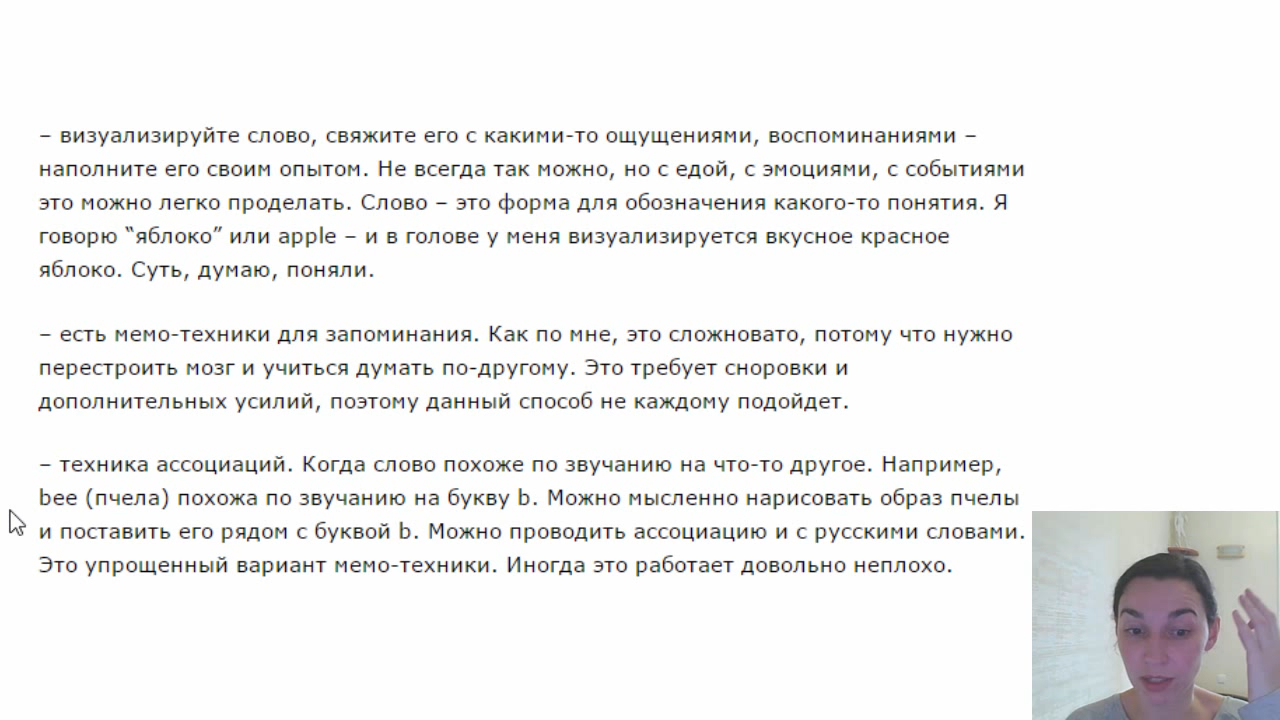 – визуализируйте слово, свяжите его с какими-то ощущениями, воспоминаниями –
наполните его своим опытом. Не всегда так можно, но с едой, с эмоциями, с событиями
это можно легко проделать. Слово – это форма для обозначения какого-то понятия. Я
говорю “яблоко” или apple – и в голове у меня визуализируется вкусное красное
яблоко. Суть, думаю, поняли.
– есть мемо-техники для запоминания. Как по мне, это сложновато, потому что нужно
перестроить мозг и учиться думать по-другому. Это требует сноровки и
дополнительных усилий, поэтому данный способ не каждому подойдет.
– техника ассоциаций. Когда слово похоже по звучанию на что-то другое. Например,
bee (пчела) похожа по звучанию на букву b. Можно мысленно нарисовать образ пчелы
и поставить его рядом с буквой b. Можно проводить ассоциацию и с русскими словами.
Это упрощенный вариант мемо-техники. Иногда это работает довольно неплохо.